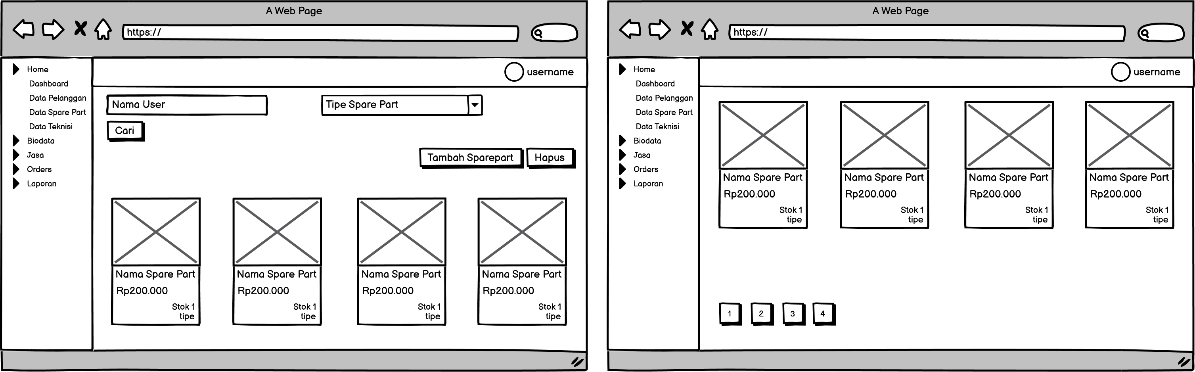 A Web Page
https://
username
Home
Dashboard
Data Pelanggan
Data Spare Part
Data Teknisi
Biodata
Jasa
Orders
Laporan
Nama User
Tipe Spare Part
Cari
Tambah Sparepart
Hapus
Nama Spare Part
Rp200.000
Stok 1
tipe
Nama Spare Part
Rp200.000
Stok 1
tipe
Nama Spare Part
Rp200.000
Stok 1
tipe
Nama Spare Part
Rp200.000
Stok 1
tipe
A Web Page
https://
username
Home
Dashboard
Data Pelanggan
Data Spare Part
Data Teknisi
Biodata
Jasa
Orders
Laporan
Nama Spare Part
Rp200.000
Stok 1
tipe
Nama Spare Part
Rp200.000
Stok 1
tipe
Nama Spare Part
Rp200.000
Stok 1
tipe
Nama Spare Part
Rp200.000
Stok 1
tipe
1 2 3 4